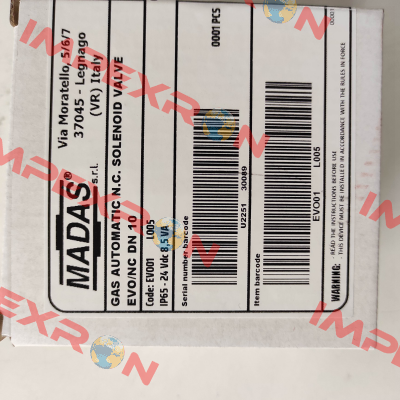 MADAS®
s.r.l.
Via Moratello, 5/6/7
37045 - Legnago
(VR) Italy
GAS AUTOMATIC N.C. SOLENOID VALVE
EVO/NC DN 10
0001 PCS
Code: EVO01 L005
IP65 - 24 Vdc 8,5 VA
Serial number barcode
U2251 30089
Item barcode
EVO01 L005
WARNING:
- READ THE INSTRUCTIONS BEFORE USE
- THIS DEVICE MUST BE INSTALLED IN ACCORDANCE WITH THE RULES IN FORCE
00001
IMPEXRON
IMPEXRON
IMPEXRON